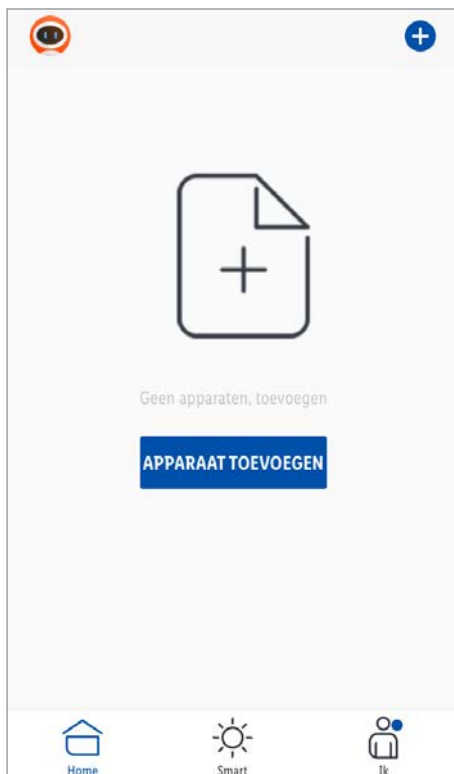 Geen apparaten, toevoegen
APPARAAT TOEVOEGEN
Home
Smart
Ik